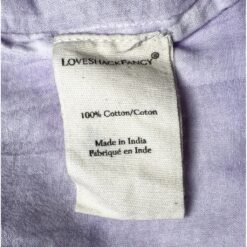 LOVESHACKFANCY®
100% Cotton/Coton
Made in India
Fabriqué en Inde